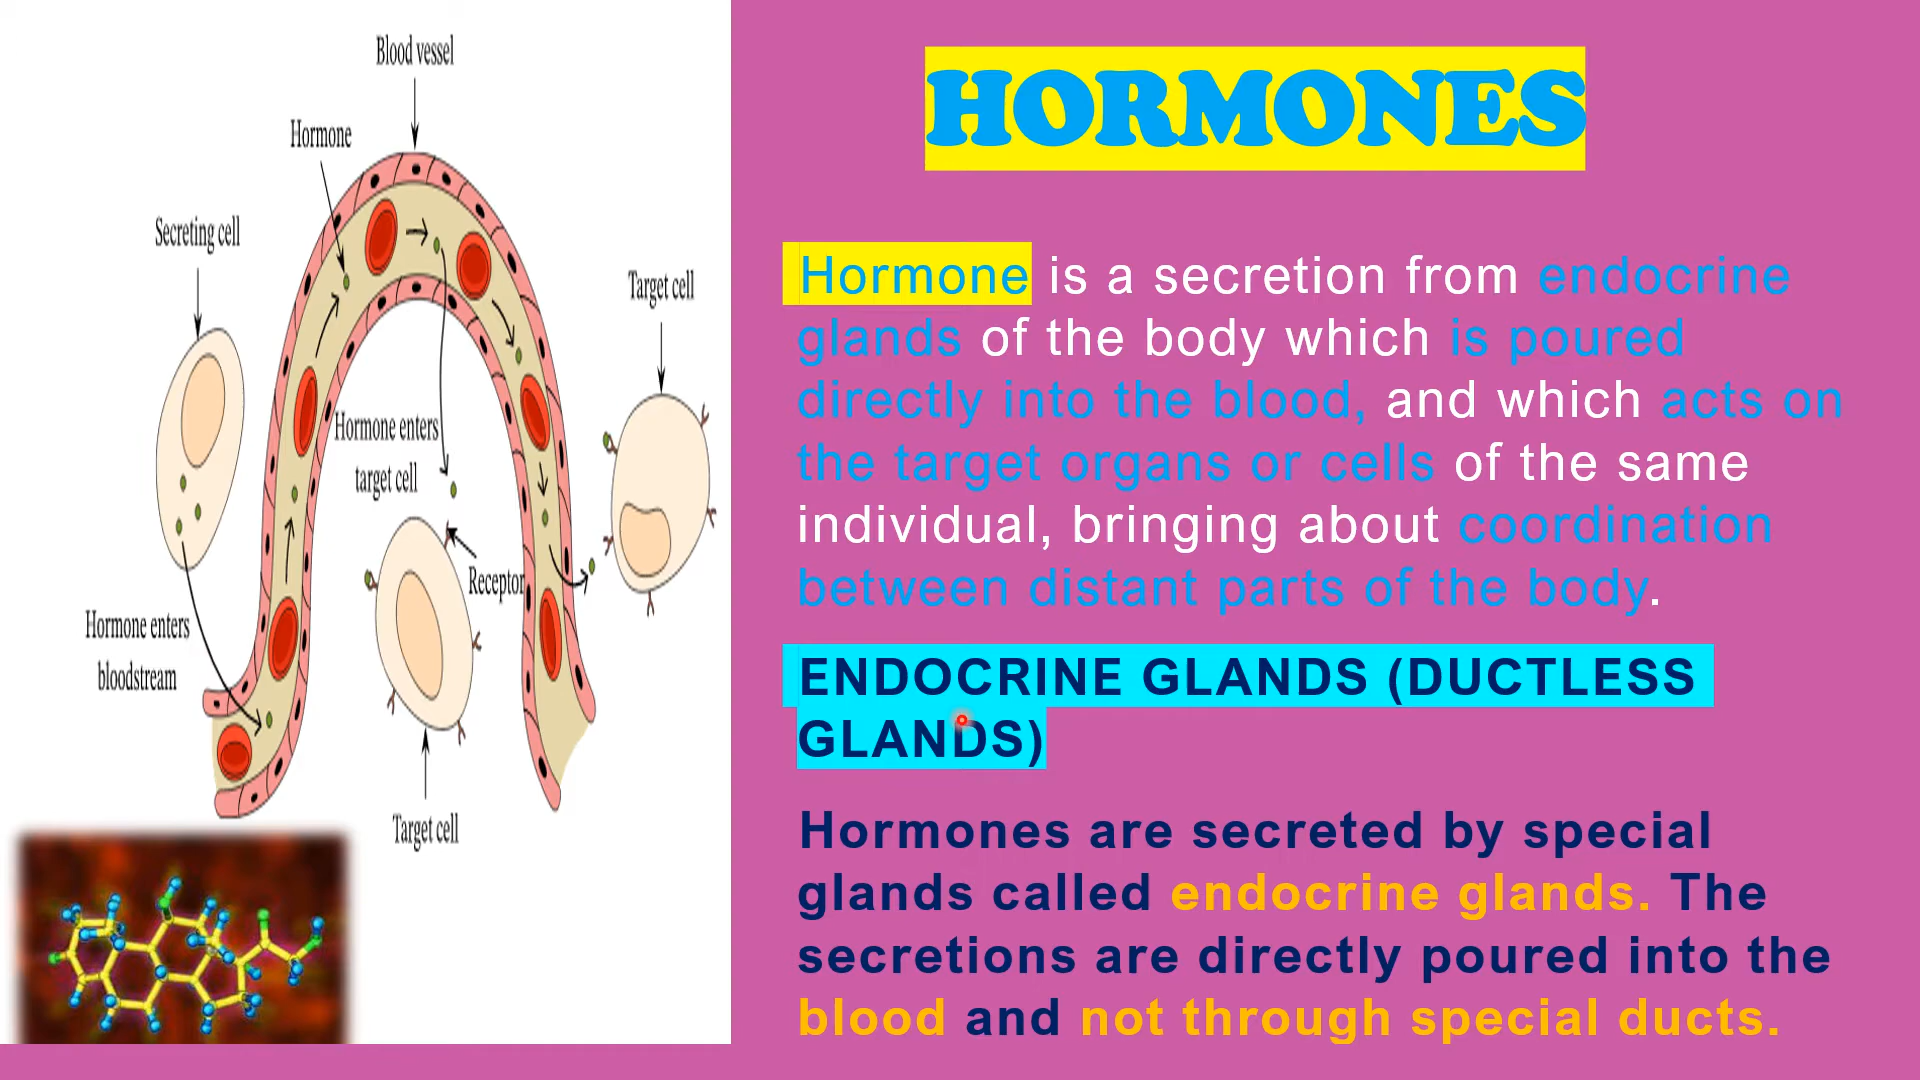 Blood vessel
Hormone
Secreting cell
Target cell
Hormone enters
target cell
Receptor
Hormone enters
bloodstream
Target cell
HORMONES
Hormone is a secretion from endocrine
glands of the body which is poured
directly into the blood, and which acts on
the target organs or cells of the same
individual, bringing about coordination
between distant parts of the body.
ENDOCRINE GLANDS (DUCTLESS
GLANDS)
Hormones are secreted by special
glands called endocrine glands. The
secretions are directly poured into the
blood and not through special ducts.